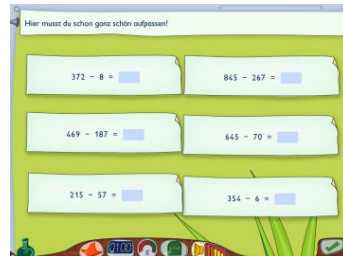 Hier musst du schon ganz schön aufpassen!
372 - 8 =
845 - 267 =
469 - 187 =
645 - 70 =
215 - 57 =
354 - 6 =
0100